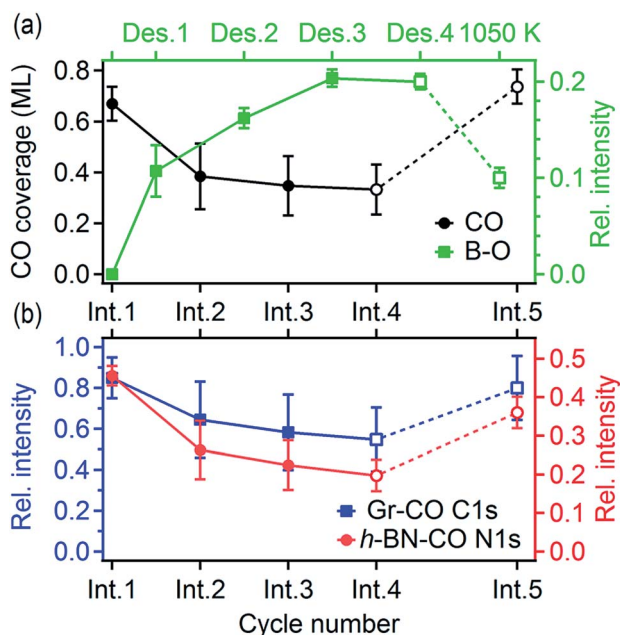 (a)
Des.1 Des.2 Des.3 Des.4 1050 K
CO coverage (ML)
0.8
0.6
0.4
0.2
0.0
Rel. intensity
0.2
0.1
0.0
CO
B-O
Int.1 Int.2 Int.3 Int.4 Int.5
(b)
Rel. intensity
1.0
0.8
0.6
0.4
0.2
0.0
Rel. intensity
0.5
0.4
0.3
0.2
0.1
0.0
Gr-CO C1s
h-BN-CO N1s
Int.1 Int.2 Int.3 Int.4 Int.5
Cycle number